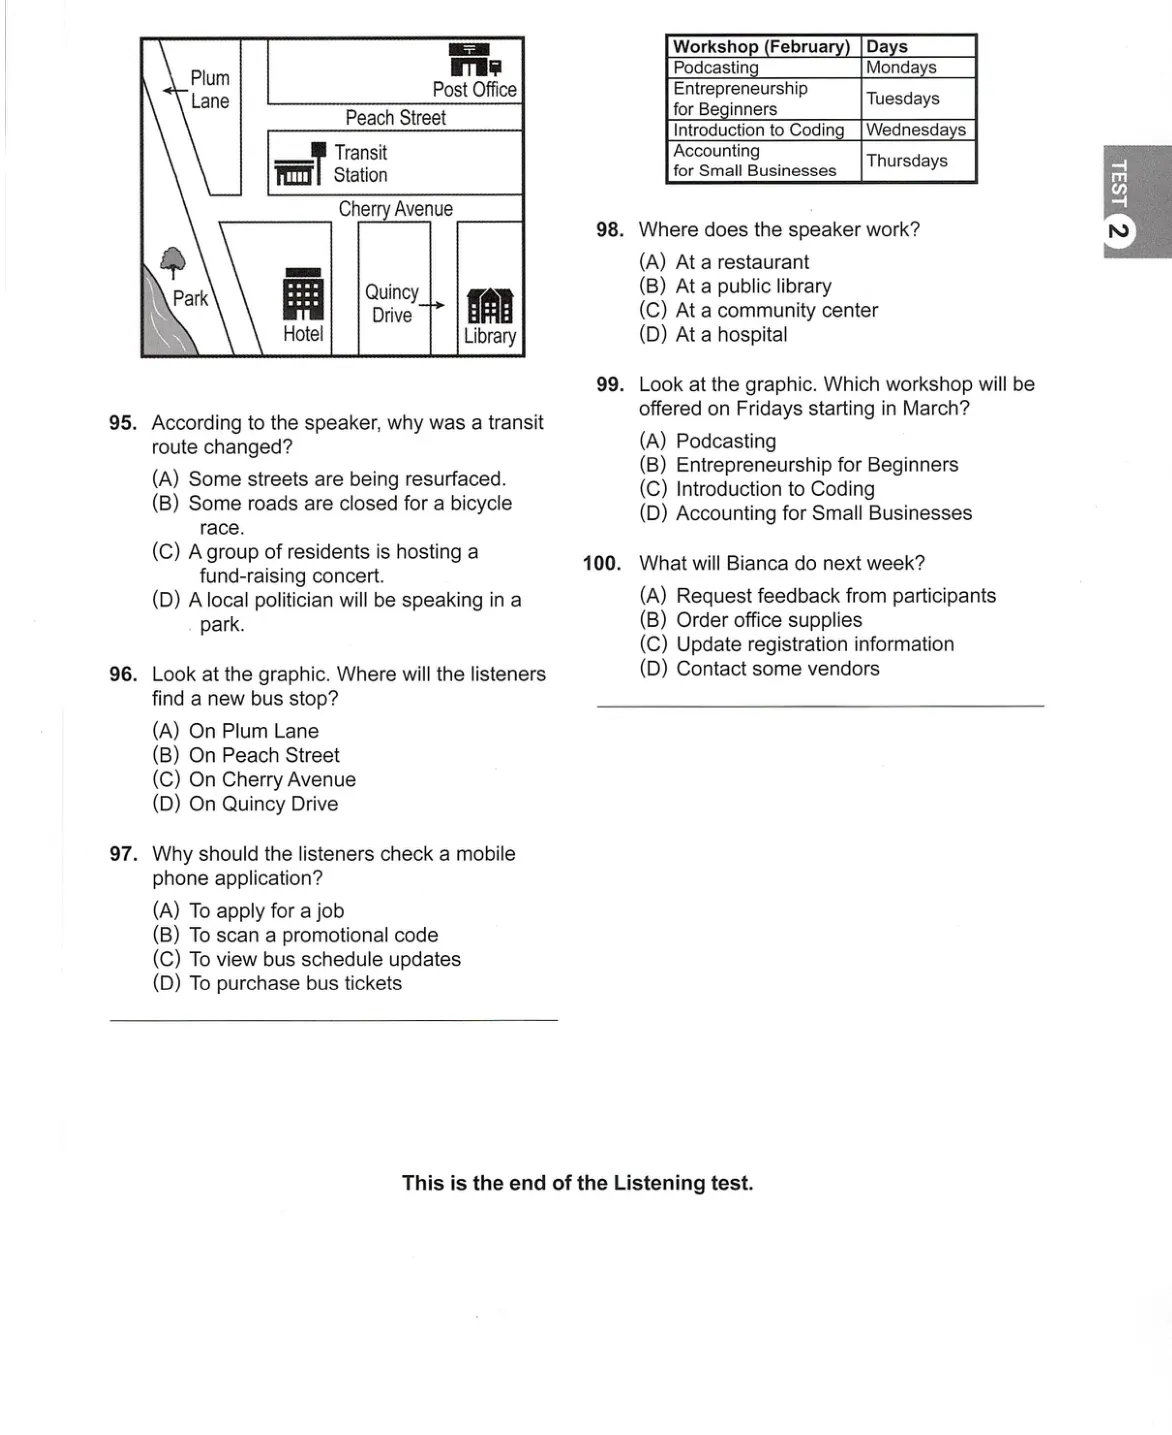 Plum
Lane
Post Office
Peach Street
Transit
Station
Cherry Avenue
Park
Hotel
Quincy
Drive
Library
95. According to the speaker, why was a transit
route changed?
(A) Some streets are being resurfaced.
(B) Some roads are closed for a bicycle
race.
(C) A group of residents is hosting a
fund-raising concert.
(D) A local politician will be speaking in a
park.
96. Look at the graphic. Where will the listeners
find a new bus stop?
(A) On Plum Lane
(B) On Peach Street
(C) On Cherry Avenue
(D) On Quincy Drive
97. Why should the listeners check a mobile
phone application?
(A) To apply for a job
(B) To scan a promotional code
(C) To view bus schedule updates
(D) To purchase bus tickets
Workshop (February) Days
Podcasting Mondays
Entrepreneurship
for Beginners Tuesdays
Introduction to Coding Wednesdays
Accounting
for Small Businesses Thursdays
98. Where does the speaker work?
(A) At a restaurant
(B) At a public library
(C) At a community center
(D) At a hospital
99. Look at the graphic. Which workshop will be
offered on Fridays starting in March?
(A) Podcasting
(B) Entrepreneurship for Beginners
(C) Introduction to Coding
(D) Accounting for Small Businesses
100. What will Bianca do next week?
(A) Request feedback from participants
(B) Order office supplies
(C) Update registration information
(D) Contact some vendors
TEST 2
This is the end of the Listening test.